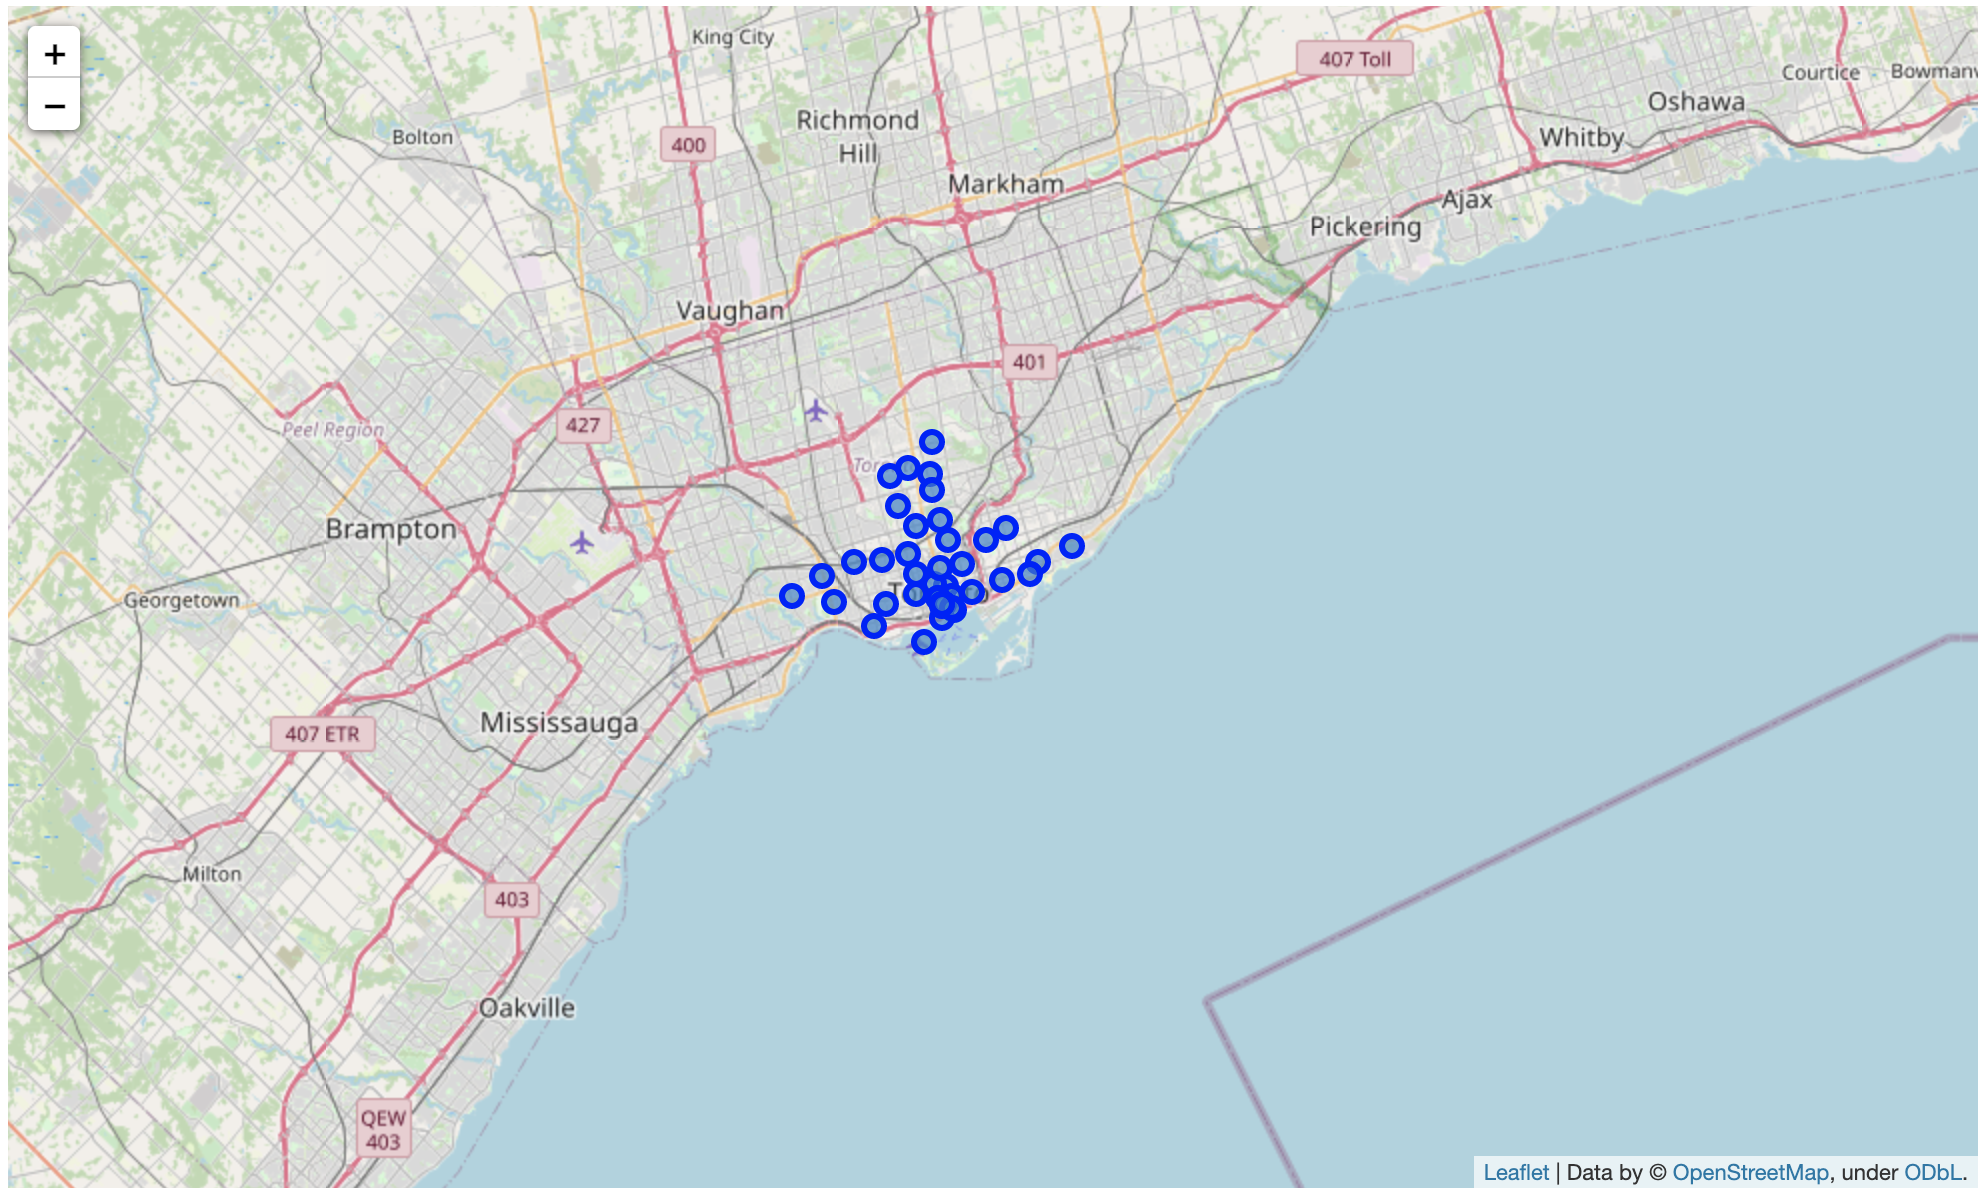 +
−
King City
407 Toll
Courtice
Bowmanv
Oshawa
Bolton
Richmond
Hill
400
Whitby
Markham
Ajax
Pickering
Vaughan
401
427
Peel Region
Brampton
Georgetown
Mississauga
407 ETR
Milton
403
Oakville
QEW
403
Leaflet | Data by © OpenStreetMap, under ODbL.